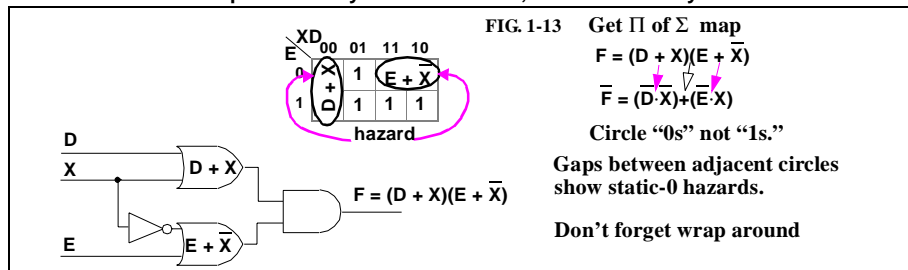 FIG. 1-13 Get Π of Σ map
F = (D + X)(E + X̅)
F̅ = (D̅·X̅)+(E̅·X)
Circle “0s” not “1s.”
Gaps between adjacent circles
show static-0 hazards.
Don’t forget wrap around
XD
E
00 01 11 10
0 D + X 1 E + X̅
1 1 1 1
hazard
D
X
E
D + X
E + X̅
F = (D + X)(E + X̅)